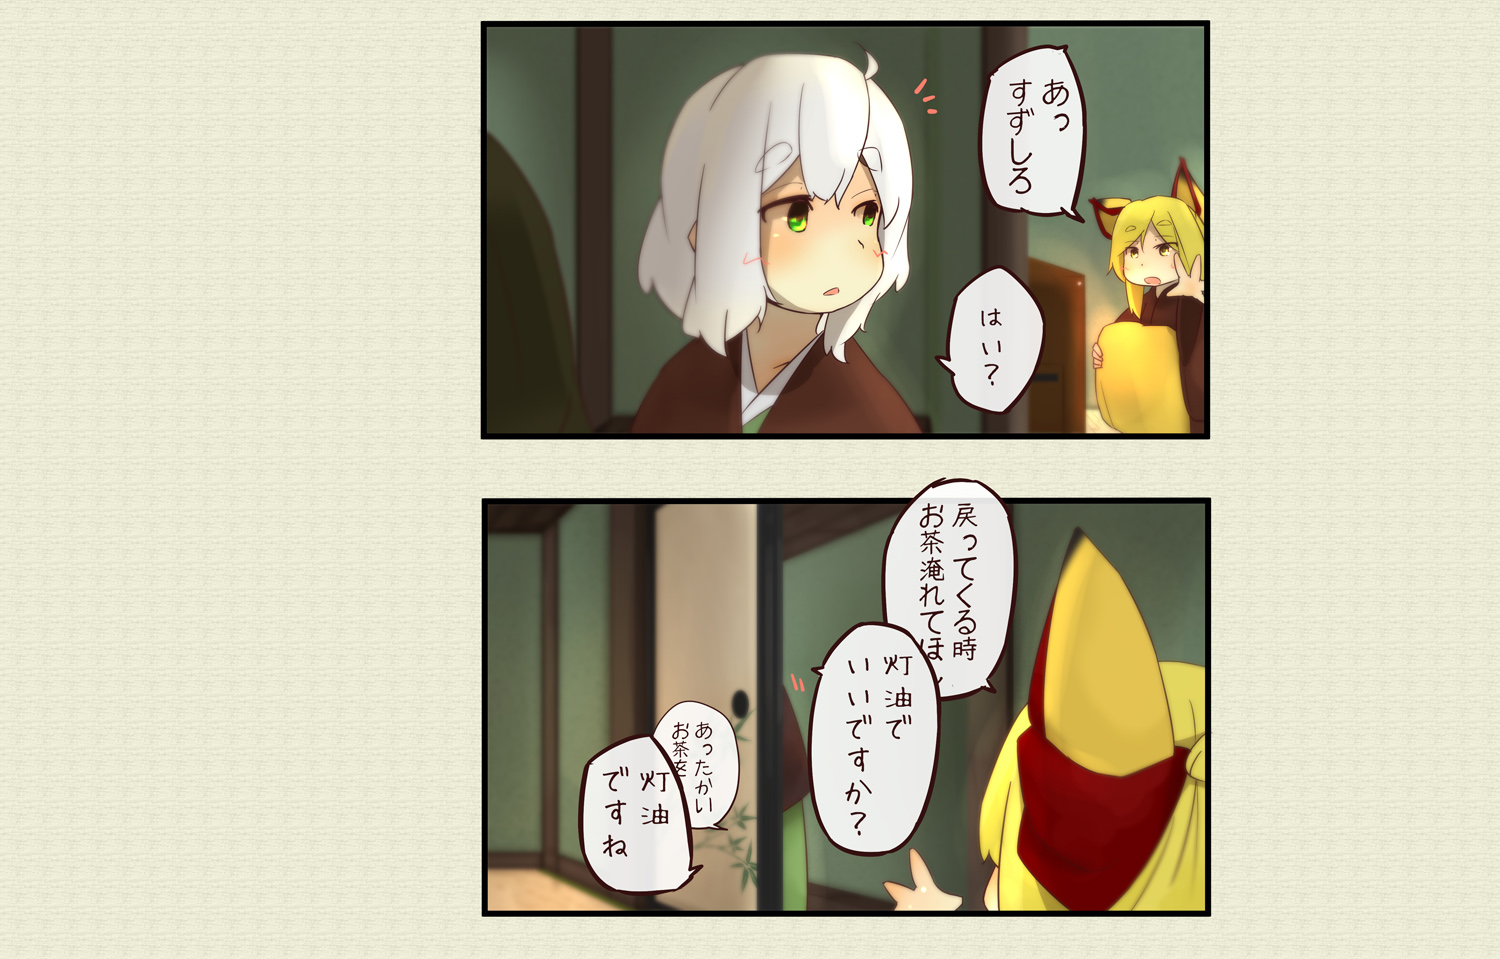 あっ
すずしろ
はい?
戻ってくる時
お茶淹れてほ
灯油で
いいですか?
あったかい
お茶を
灯油
ですね